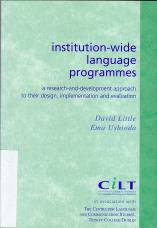 institution-wide
language
programmes
a research-and-development approach
to their design, implementation and evaluation
David Little
Ema Ushioda
CiLT
in association with
THE CENTRE FOR LANGUAGE
AND COMMUNICATION STUDIES,
TRINITY COLLEGE DUBLIN